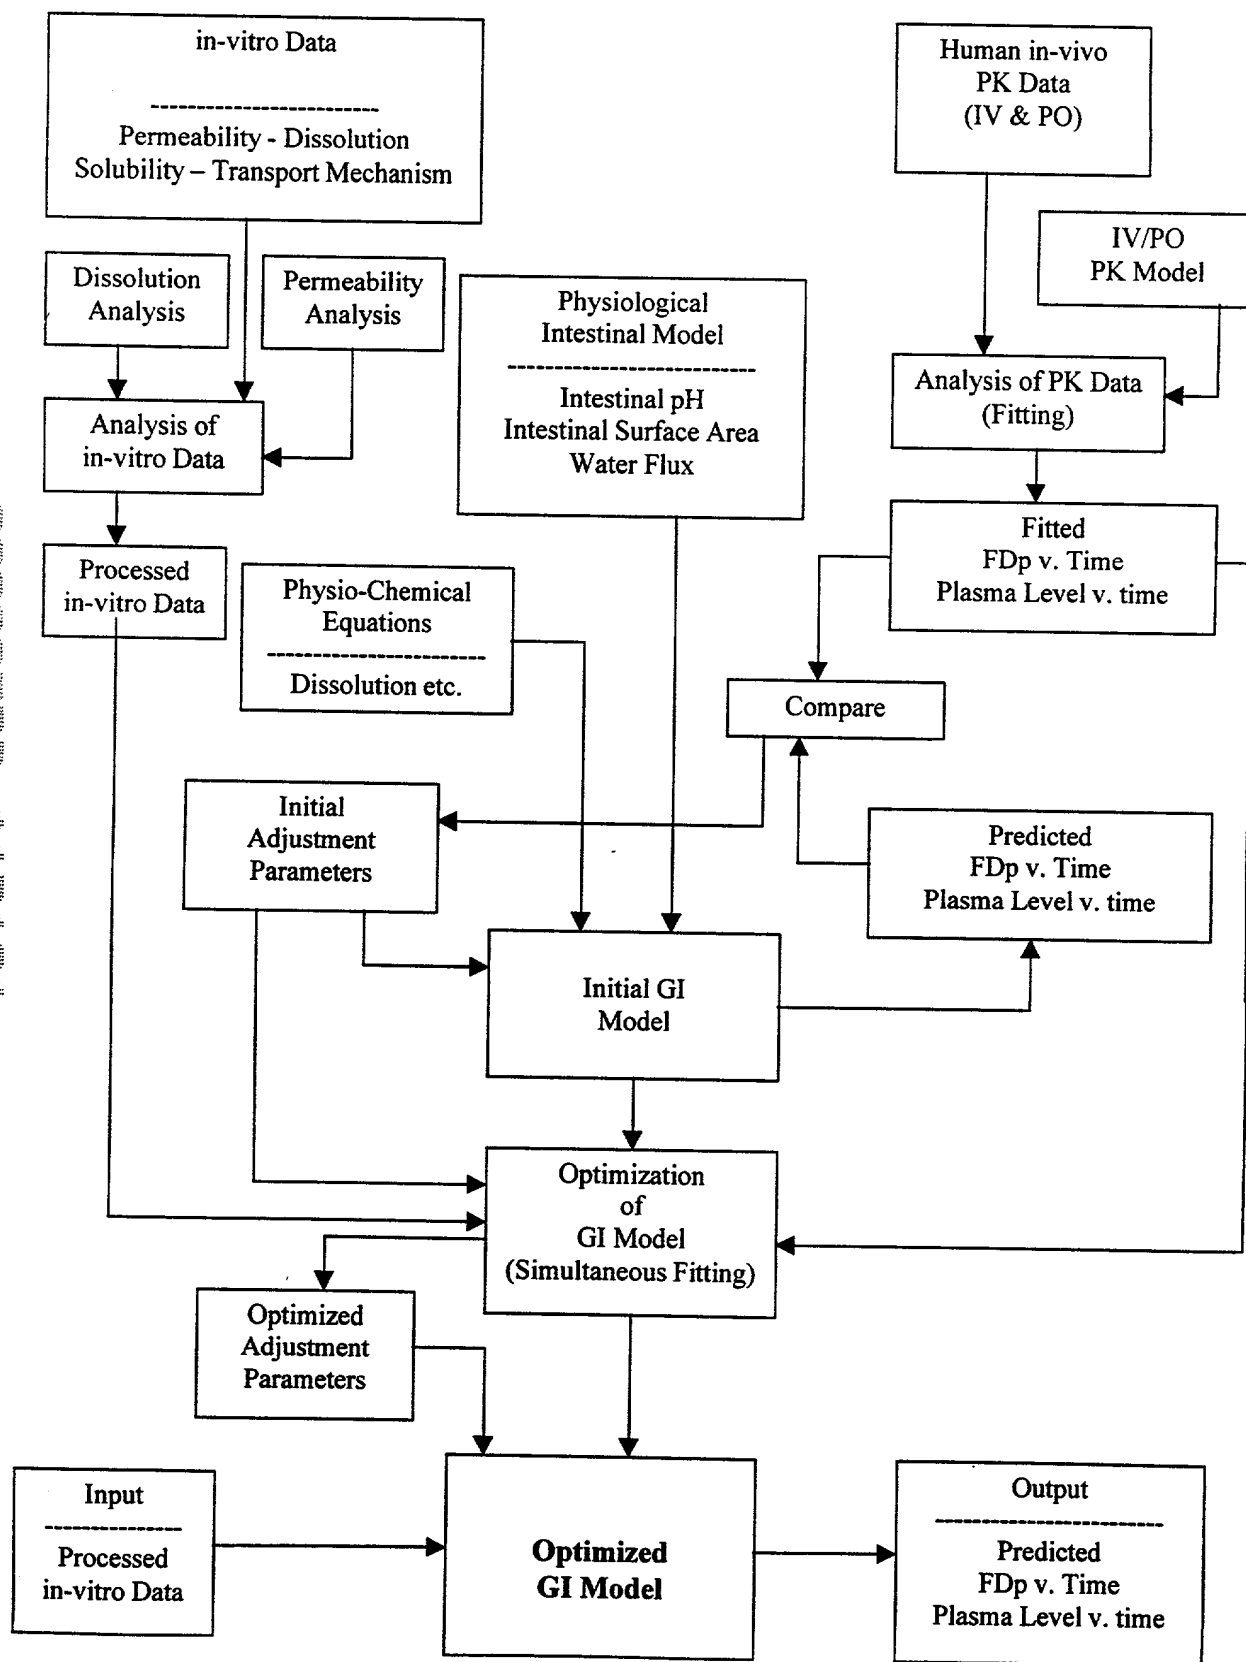 in-vitro Data
Permeability - Dissolution
Solubility – Transport Mechanism
Human in-vivo
PK Data
(IV & PO)
IV/PO
PK Model
Dissolution
Analysis
Permeability
Analysis
Physiological
Intestinal Model
Intestinal pH
Intestinal Surface Area
Water Flux
Analysis of PK Data
(Fitting)
Analysis of
in-vitro Data
Fitted
FDp v. Time
Plasma Level v. time
Processed
in-vitro Data
Physio-Chemical
Equations
Dissolution etc.
Compare
Initial
Adjustment
Parameters
Predicted
FDp v. Time
Plasma Level v. time
Initial GI
Model
Optimization
of
GI Model
(Simultaneous Fitting)
Optimized
Adjustment
Parameters
Input
Processed
in-vitro Data
Optimized
GI Model
Output
Predicted
FDp v. Time
Plasma Level v. time